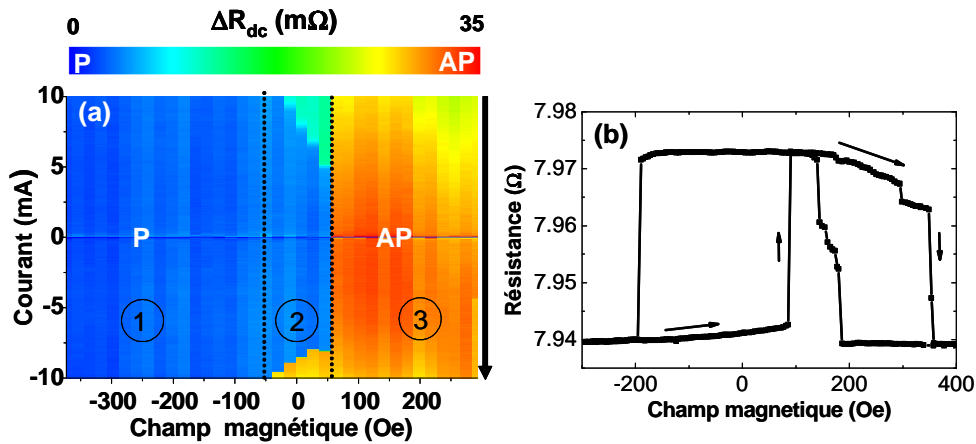 0 ΔRdc (mΩ) 35
P AP
(a)
10
5
0
-5
-10
Courant (mA)
P AP
1 2 3
-300 -200 -100 0 100 200
Champ magnétique (Oe)
(b)
7.98
7.97
7.96
7.95
7.94
Résistance (Ω)
-200 0 200 400
Champ magnetique (Oe)